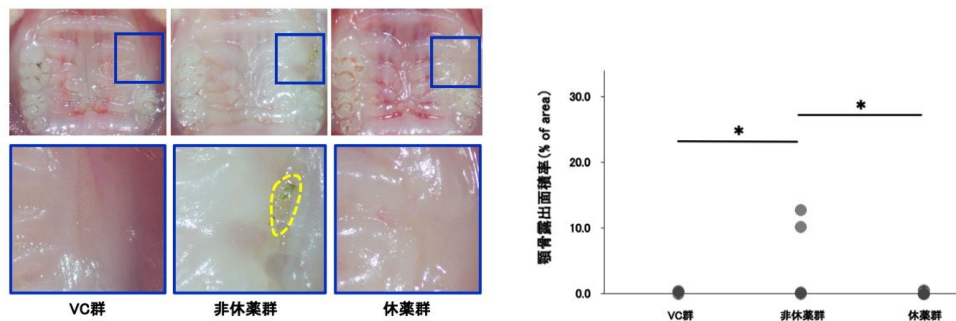 VC群
非休薬群
休薬群
顎骨露出面積率(% of area)
30.0
20.0
10.0
0.0
*
*
VC群
非休薬群
休薬群